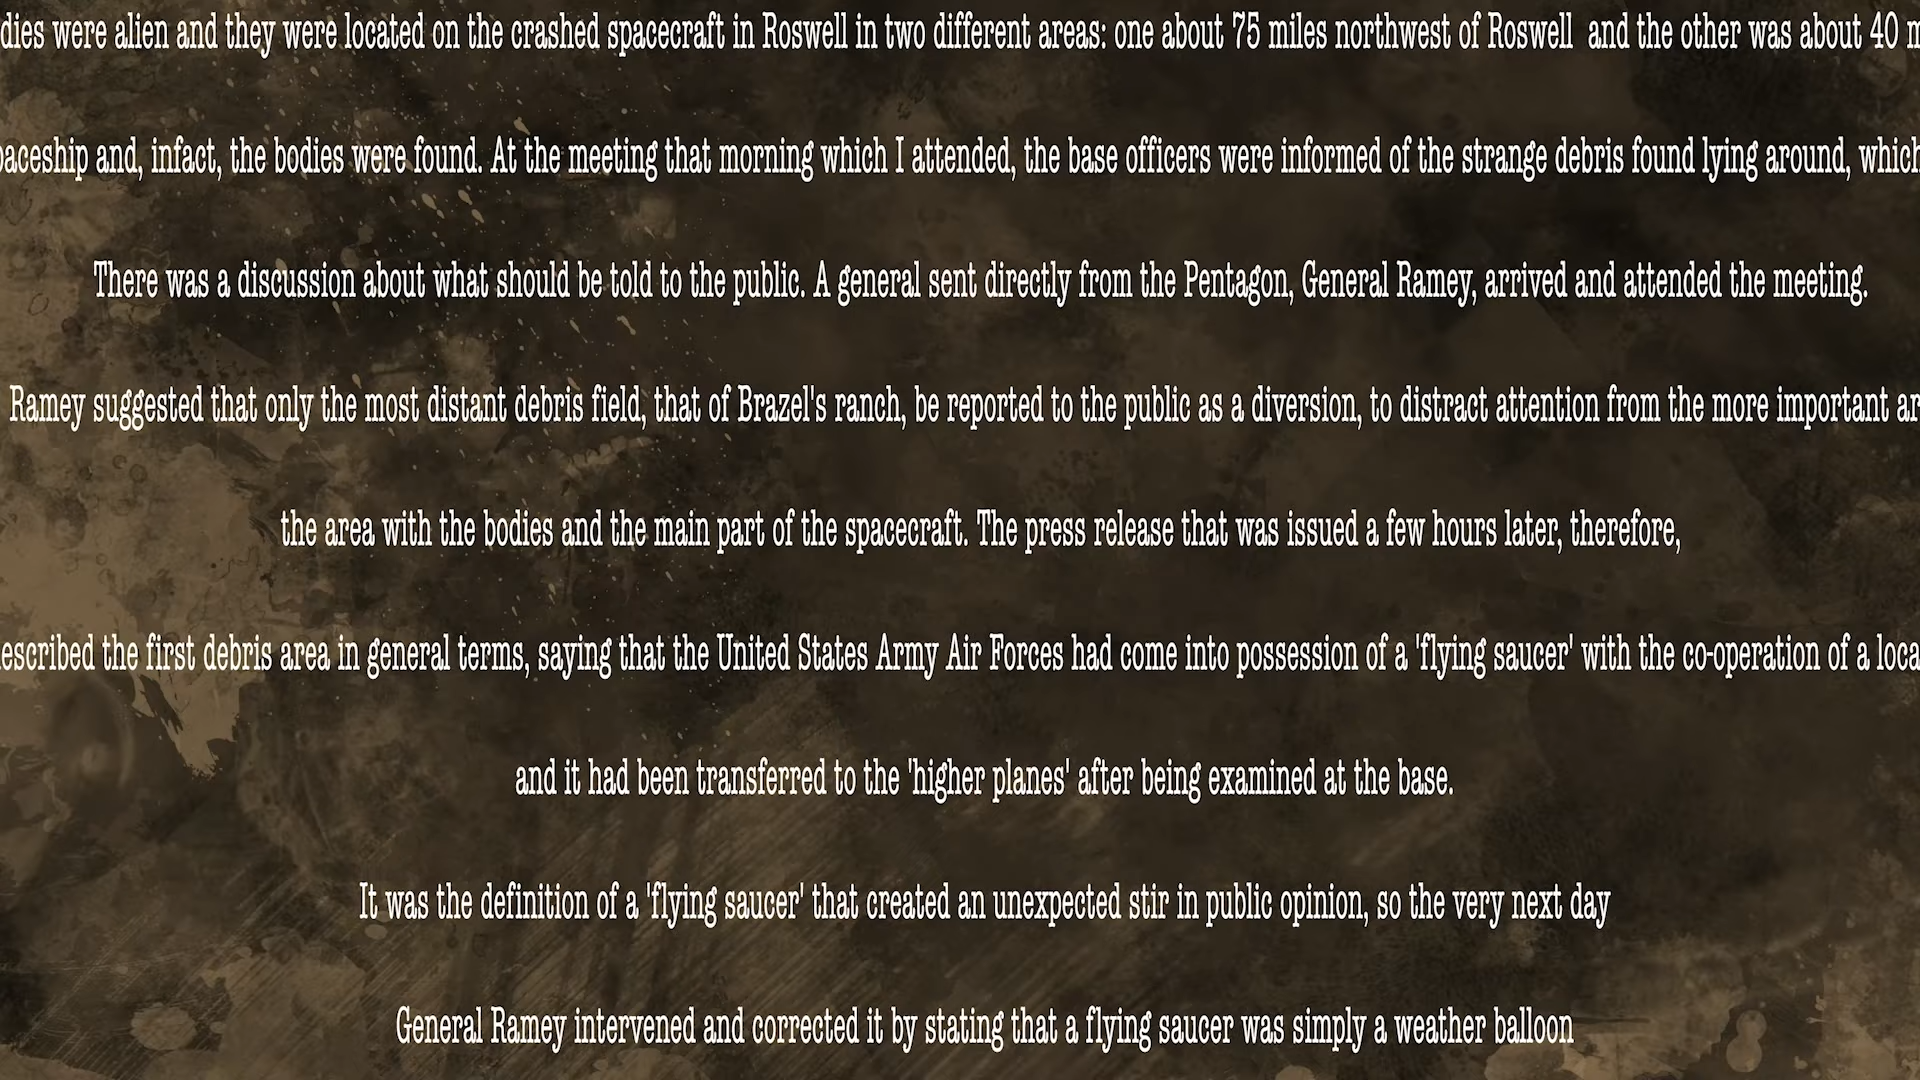 were alien and they were located on the crashed spacecraft in Roswell in two different areas: one about 75 miles northwest of Roswell and the other was about 40
and, infact, the bodies were found. At the meeting that morning which I attended, the base officers were informed of the strange debris found lying around, which
There was a discussion about what should be told to the public. A general sent directly from the Pentagon, General Ramey, arrived and attended the meeting.
Ramey suggested that only the most distant debris field, that of Brazel's ranch, be reported to the public as a diversion, to distract attention from the more important
the area with the bodies and the main part of the spacecraft. The press release that was issued a few hours later, therefore,
the first debris area in general terms, saying that the United States Army Air Forces had come into possession of a 'flying saucer' with the co-operation of a
and it had been transferred to the 'higher planes' after being examined at the base.
It was the definition of a 'flying saucer' that created an unexpected stir in public opinion, so the very next day
General Ramey intervened and corrected it by stating that a flying saucer was simply a weather balloon